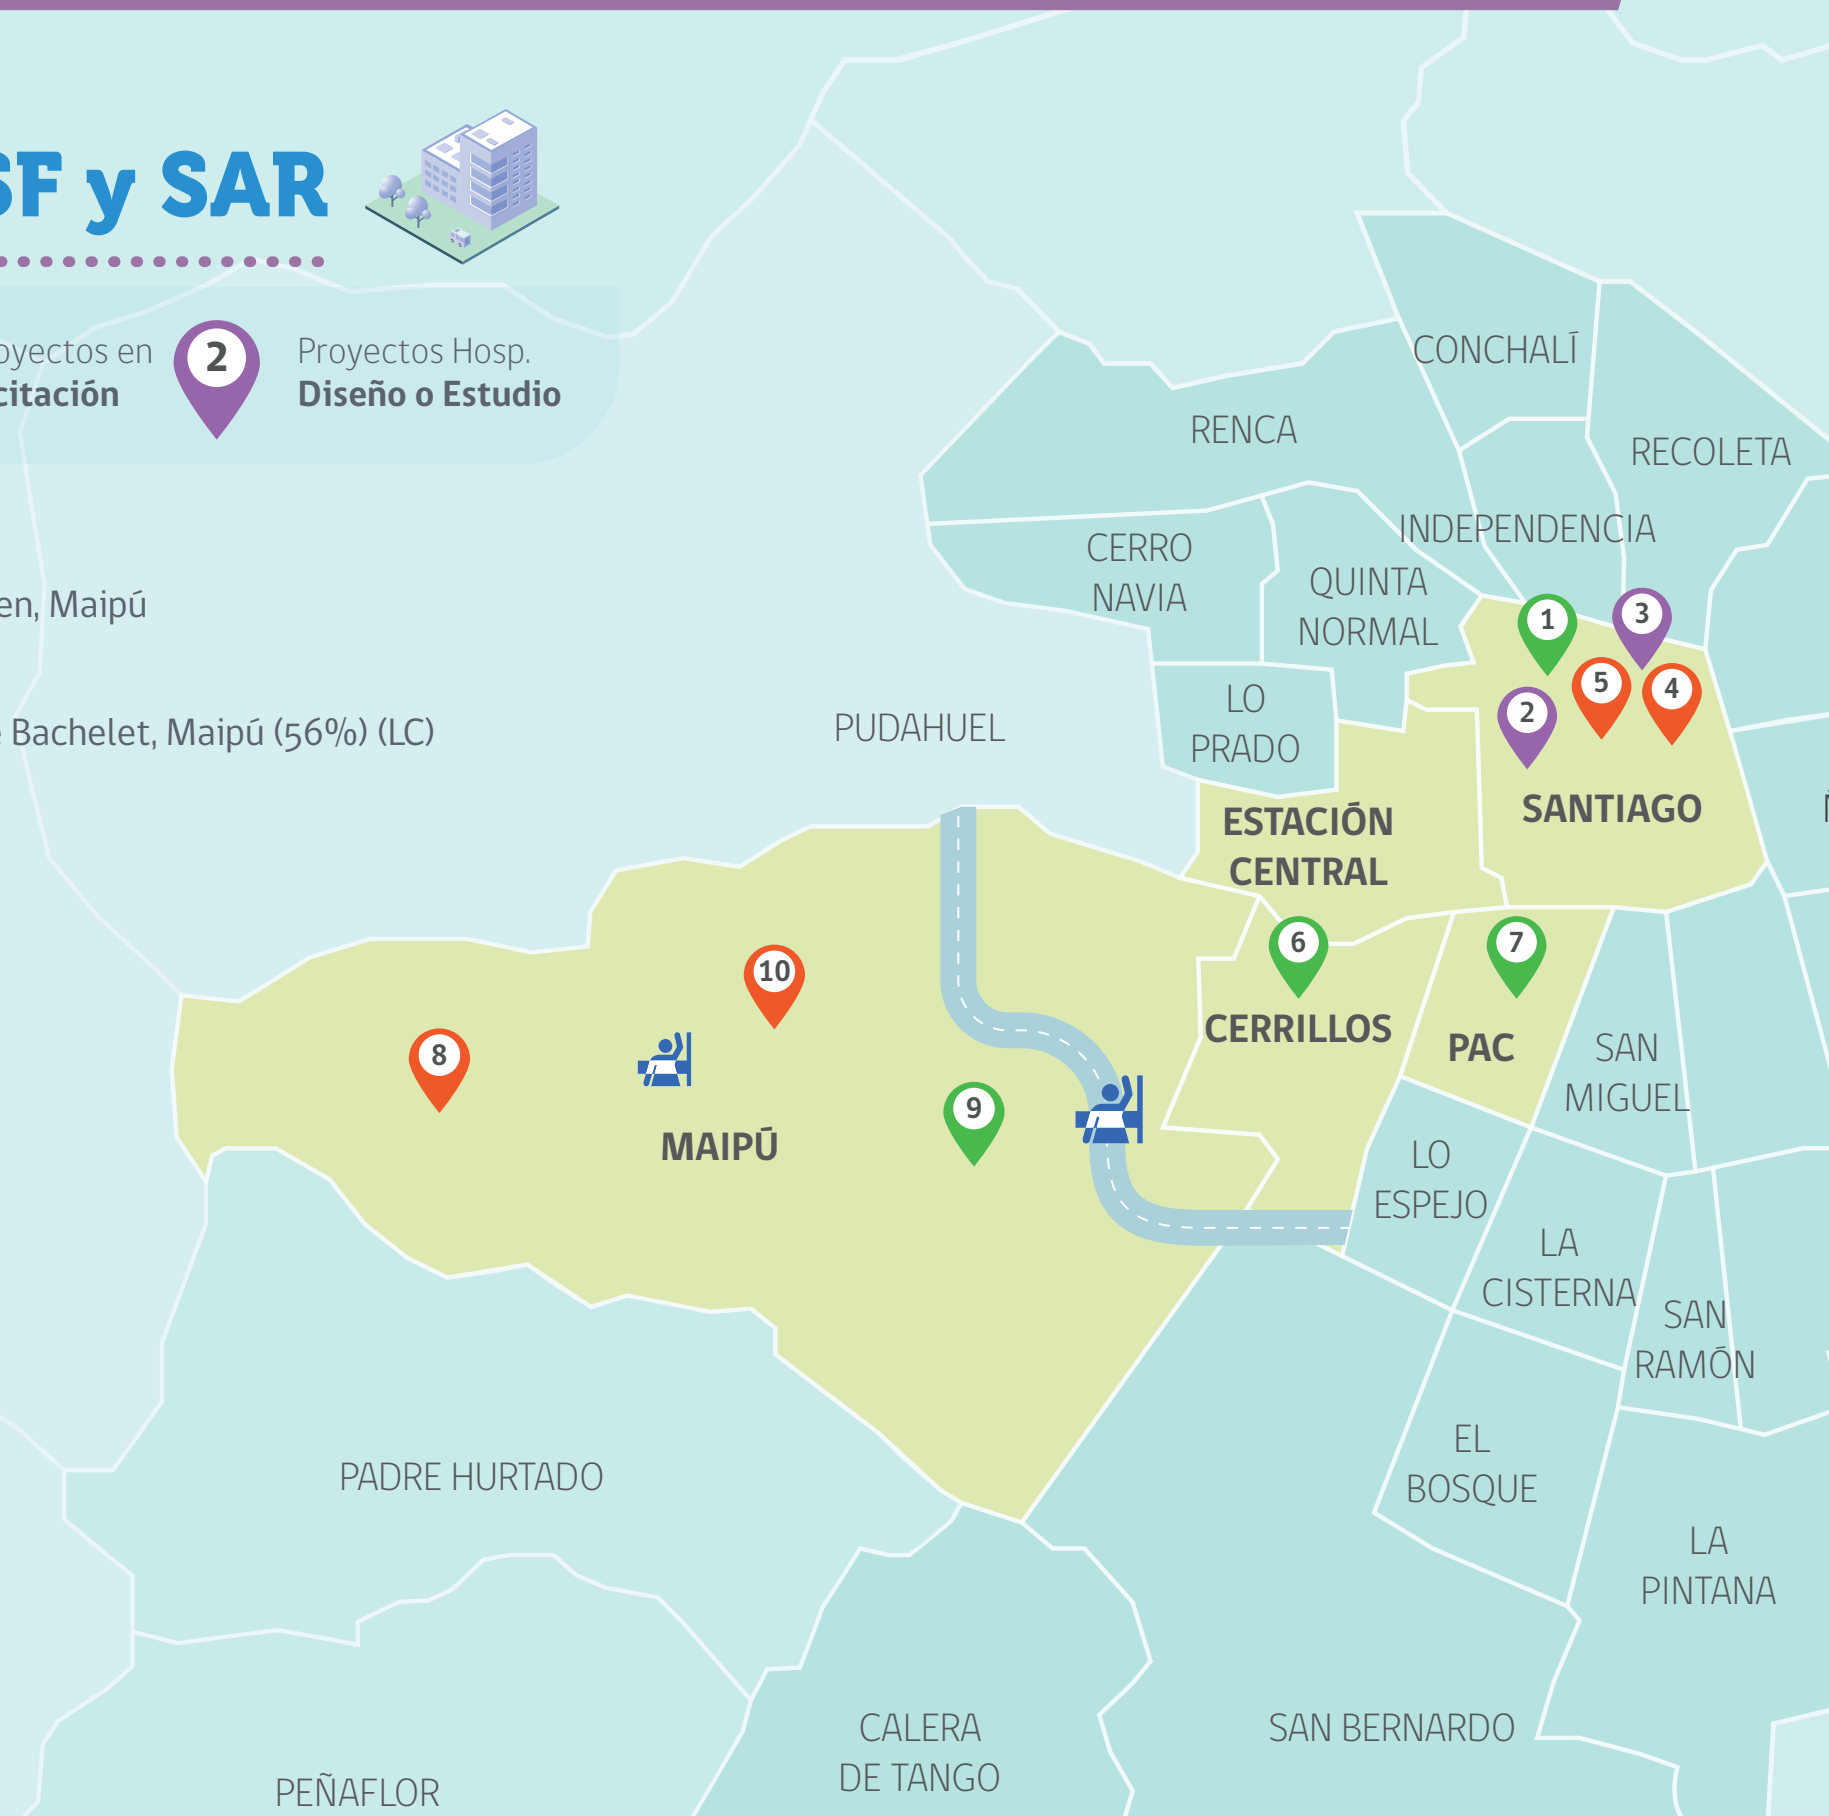 SF y SAR
oyectos en
citación
2
Proyectos Hosp.
Diseño o Estudio
en, Maipú
e Bachelet, Maipú (56%) (LC)
CONCHALÍ
RENCA
RECOLETA
INDEPENDENCIA
CERRO
NAVIA
QUINTA
NORMAL
1
3
5
4
2
LO
PRADO
PUDAHUEL
SANTIAGO
ESTACIÓN
CENTRAL
6
7
10
CERRILLOS
PAC
SAN
MIGUEL
8
9
MAIPÚ
LO
ESPEJO
LA
CISTERNA
SAN
RAMÓN
EL
BOSQUE
PADRE HURTADO
LA
PINTANA
CALERA
DE TANGO
SAN BERNARDO
PEÑAFLOR